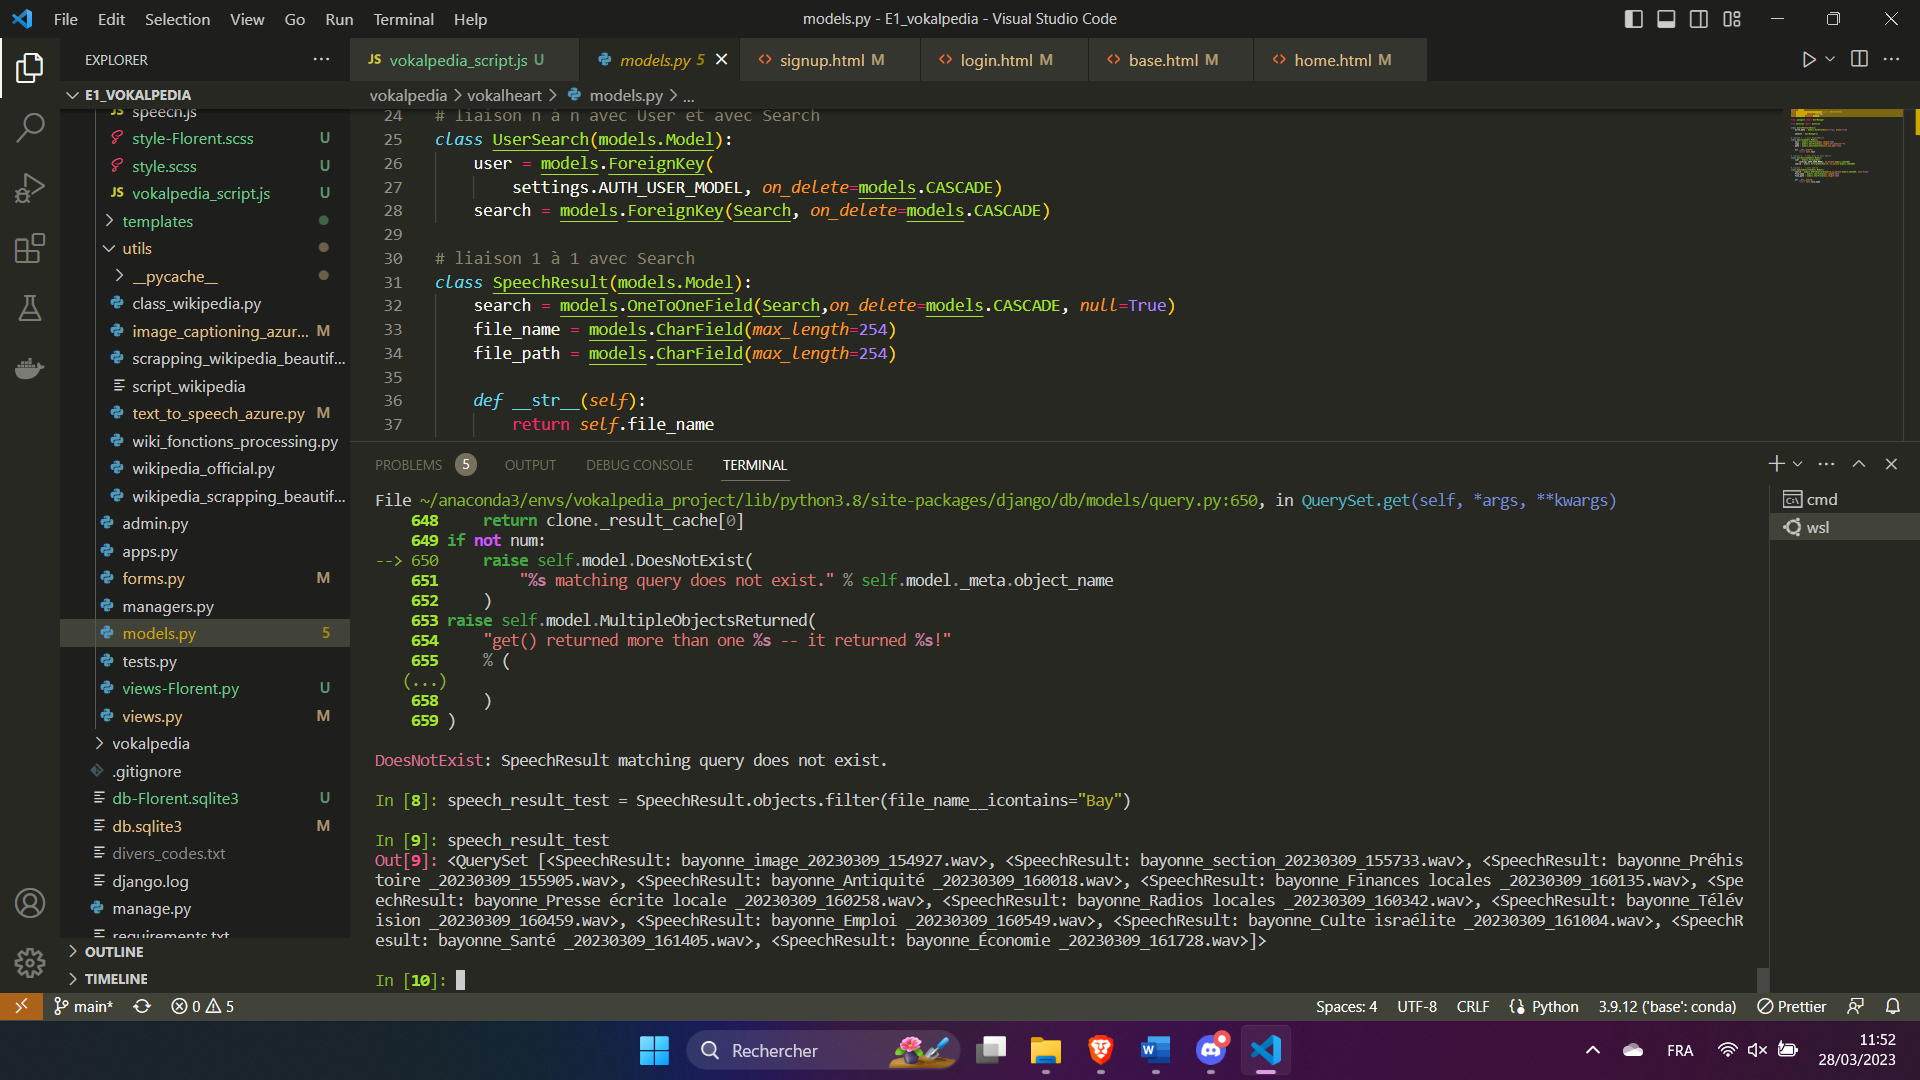 File Edit Selection View Go Run Terminal Help
models.py - E1_vokalpedia - Visual Studio Code
EXPLORER
JS vokalpedia_script.js U
models.py 5
signup.html M
login.html M
base.html M
home.html M
E1_VOKALPEDIA
speech.js
style-Florent.scss U
style.scss U
JS vokalpedia_script.js U
templates
utils
__pycache__
class_wikipedia.py
image_captioning_azur... M
scrapping_wikipedia_beautif...
script_wikipedia
text_to_speech_azure.py M
wiki_fonctions_processing.py
wikipedia_official.py
wikipedia_scrapping_beautif...
admin.py
apps.py
forms.py M
managers.py
models.py 5
tests.py
views-Florent.py U
views.py M
vokalpedia
.gitignore
db-Florent.sqlite3 U
db.sqlite3 M
divers_codes.txt
django.log
manage.py
requirements.txt
OUTLINE
TIMELINE
vokalpedia > vokalheart > models.py > ...
24 # liaison n à n avec User et avec Search
25 class UserSearch(models.Model):
26 user = models.ForeignKey(
27 settings.AUTH_USER_MODEL, on_delete=models.CASCADE)
28 search = models.ForeignKey(Search, on_delete=models.CASCADE)
29
30 # liaison 1 à 1 avec Search
31 class SpeechResult(models.Model):
32 search = models.OneToOneField(Search,on_delete=models.CASCADE, null=True)
33 file_name = models.CharField(max_length=254)
34 file_path = models.CharField(max_length=254)
35
36 def __str__(self):
37 return self.file_name
PROBLEMS 5 OUTPUT DEBUG CONSOLE TERMINAL
cmd
wsl
File ~/anaconda3/envs/vokalpedia_project/lib/python3.8/site-packages/django/db/models/query.py:650, in QuerySet.get(self, *args, **kwargs)
648 return clone._result_cache[0]
649 if not num:
--> 650 raise self.model.DoesNotExist(
651 "%s matching query does not exist." % self.model._meta.object_name
652 )
653 raise self.model.MultipleObjectsReturned(
654 "get() returned more than one %s -- it returned %s!"
655 % (
(...)
658 )
659 )
DoesNotExist: SpeechResult matching query does not exist.
In [8]: speech_result_test = SpeechResult.objects.filter(file_name__icontains="Bay")
In [9]: speech_result_test
Out[9]: <QuerySet [<SpeechResult: bayonne_image_20230309_154927.wav>, <SpeechResult: bayonne_section_20230309_155733.wav>, <SpeechResult: bayonne_Préhis
toire _20230309_155905.wav>, <SpeechResult: bayonne_Antiquité _20230309_160018.wav>, <SpeechResult: bayonne_Finances locales _20230309_160135.wav>, <Spe
echResult: bayonne_Presse écrite locale _20230309_160258.wav>, <SpeechResult: bayonne_Radios locales _20230309_160342.wav>, <SpeechResult: bayonne_Télév
ision _20230309_160459.wav>, <SpeechResult: bayonne_Emploi _20230309_160549.wav>, <SpeechResult: bayonne_Culte israélite _20230309_161004.wav>, <SpeechR
esult: bayonne_Santé _20230309_161405.wav>, <SpeechResult: bayonne_Économie _20230309_161728.wav>]>
In [10]:
main* 0 5
Spaces: 4 UTF-8 CRLF Python 3.9.12 ('base': conda) Prettier
Rechercher
FRA
11:52
28/03/2023